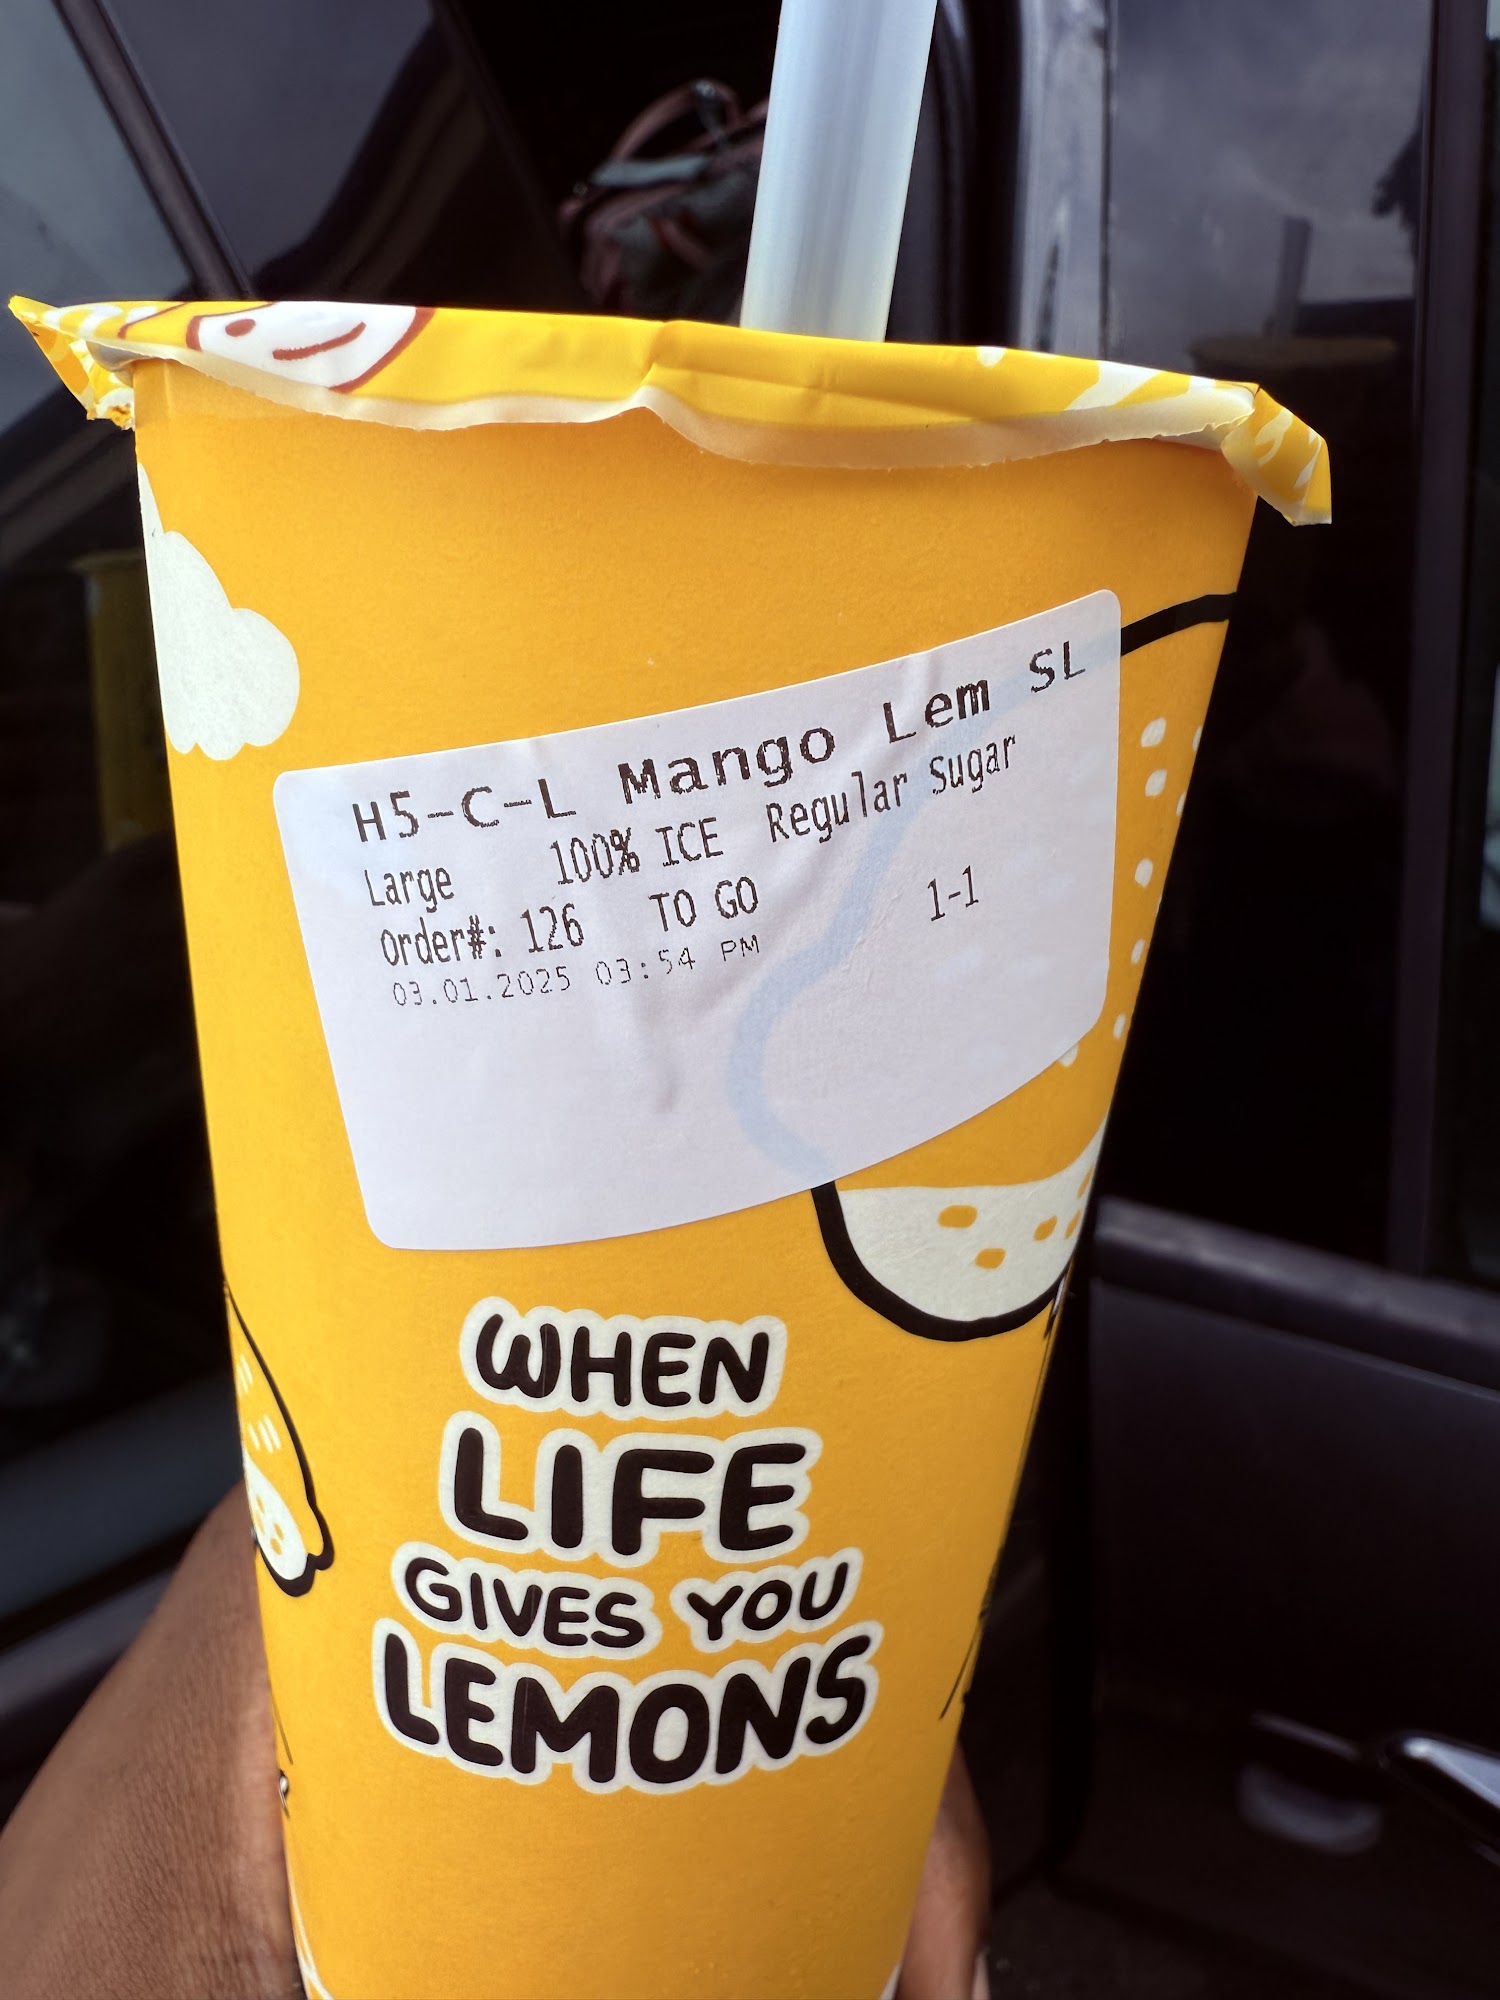 H5-C-L Mango Lem SL
Large 100% ICE Regular Sugar
Order#: 126 TO GO 1-1
03.01.2025 03:54 PM
WHEN
LIFE
GIVES YOU
LEMONS